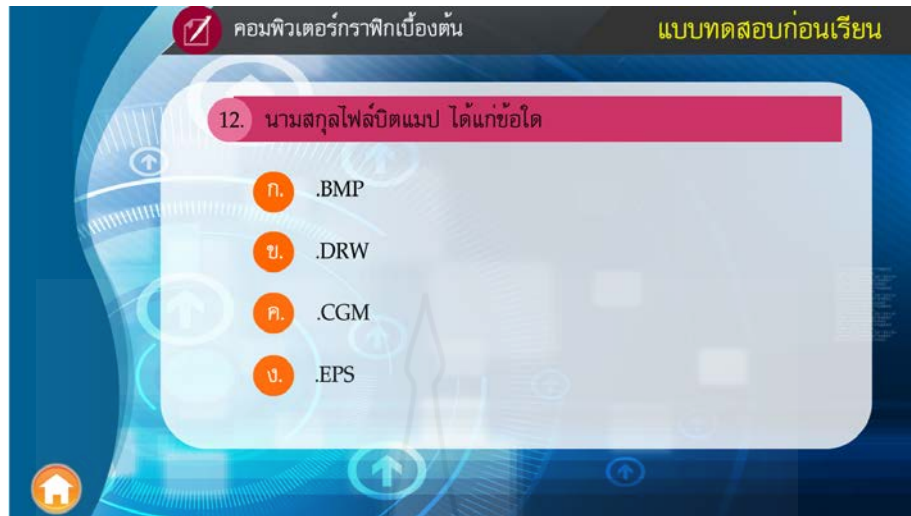 คอมพิวเตอร์กราฟิกเบื้องต้น
แบบทดสอบก่อนเรียน
12. นามสกุลไฟล์บิตแมป ได้แก่ข้อใด
ก. .BMP
ข. .DRW
ค. .CGM
ง. .EPS